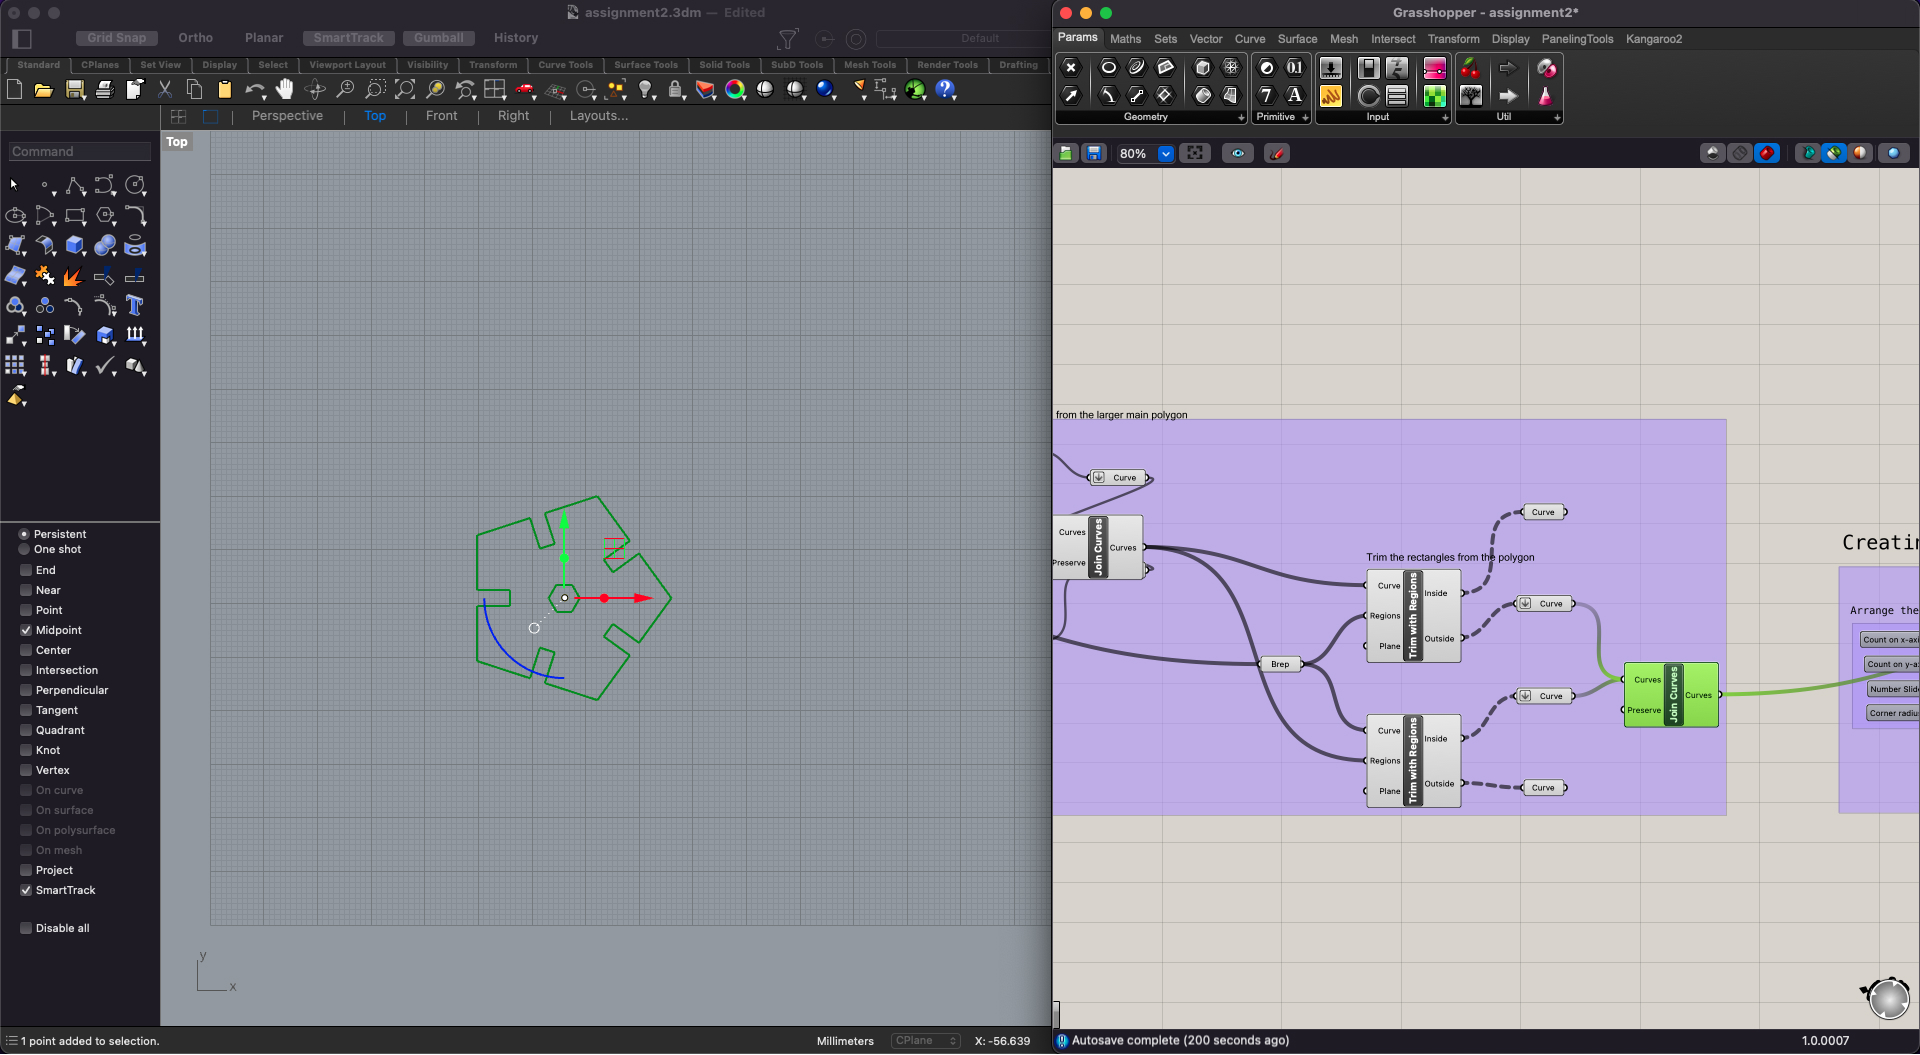 assignment2.3dm — Edited
Grid Snap Ortho Planar SmartTrack Gumball History Default
Standard CPlanes Set View Display Select Viewport Layout Visibility Transform Curve Tools Surface Tools Solid Tools SubD Tools Mesh Tools Render Tools Drafting
Perspective Top Front Right Layouts...
Command
Top
Persistent
One shot
End
Near
Point
Midpoint
Center
Intersection
Perpendicular
Tangent
Quadrant
Knot
Vertex
On curve
On surface
On polysurface
On mesh
Project
SmartTrack
Disable all
y
x
1 point added to selection.
Millimeters CPlane X: -56.639
Grasshopper - assignment2*
Params Maths Sets Vector Curve Surface Mesh Intersect Transform Display PanelingTools Kangaroo2
Geometry Primitive Input Util
80%
from the larger main polygon
Curve
Curves
Preserve
Join Curves
Curves
Brep
Trim the rectangles from the polygon
Curve
Regions
Plane
Trim with Regions
Inside
Outside
Curve
Curve
Curve
Regions
Plane
Trim with Regions
Inside
Outside
Curve
Curve
Curves
Preserve
Join Curves
Curves
Creatin
Arrange the
Count on x-axi
Count on y-a
Number Slid
Corner radiu
Autosave complete (200 seconds ago)
1.0.0007